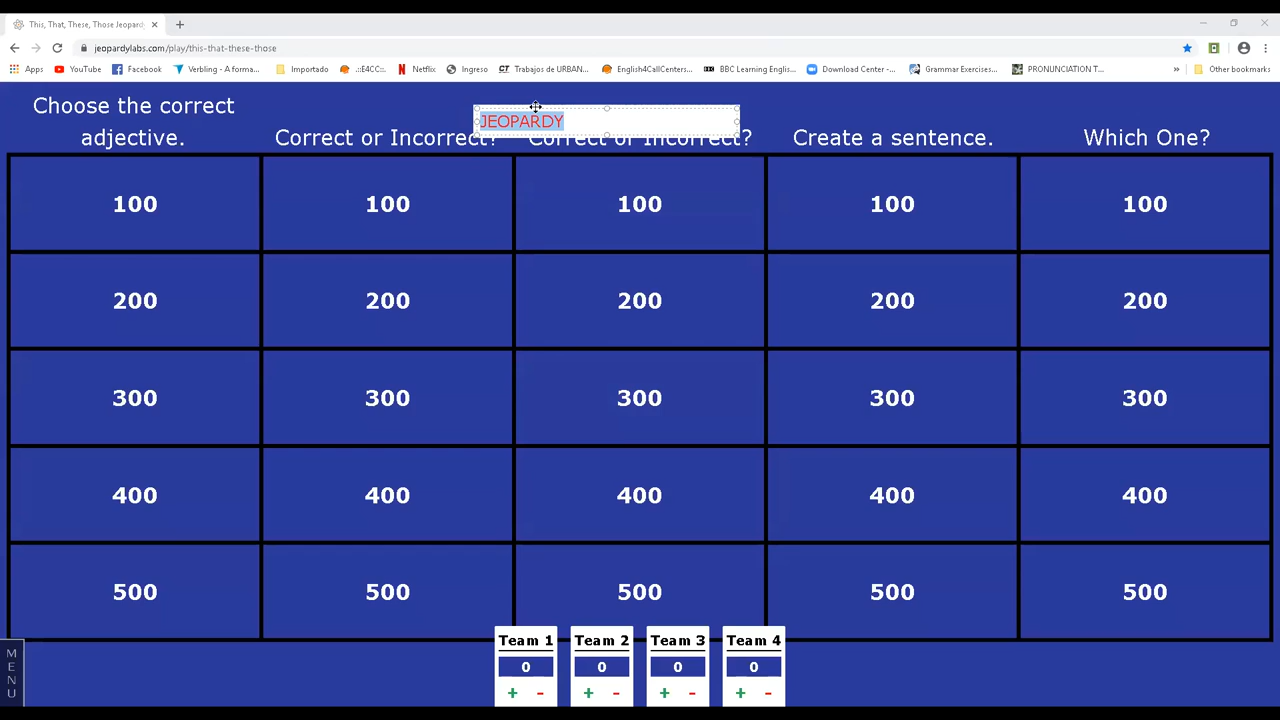 This, That, These, Those Jeopardy
jeopardylabs.com/play/this-that-these-those
Apps YouTube Facebook Verbling - A forma... Importado .::E4CC::. Netflix Ingreso Trabajos de URBAN... English4CallCenters... BBC Learning Englis... Download Center -... Grammar Exercises... PRONUNCIATION T... » Other bookmarks
Choose the correct
adjective.
Correct or Incorrect?
JEOPARDY
Correct or Incorrect?
Create a sentence.
Which One?
100 100 100 100 100
200 200 200 200 200
300 300 300 300 300
400 400 400 400 400
500 500 500 500 500
MENU
Team 1 Team 2 Team 3 Team 4
0 0 0 0
+ - + - + - + -